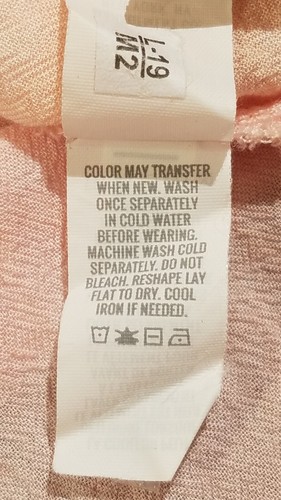 L-19
M2
COLOR MAY TRANSFER
WHEN NEW. WASH
ONCE SEPARATELY
IN COLD WATER
BEFORE WEARING.
MACHINE WASH COLD
SEPARATELY. DO NOT
BLEACH. RESHAPE LAY
FLAT TO DRY. COOL
IRON IF NEEDED.